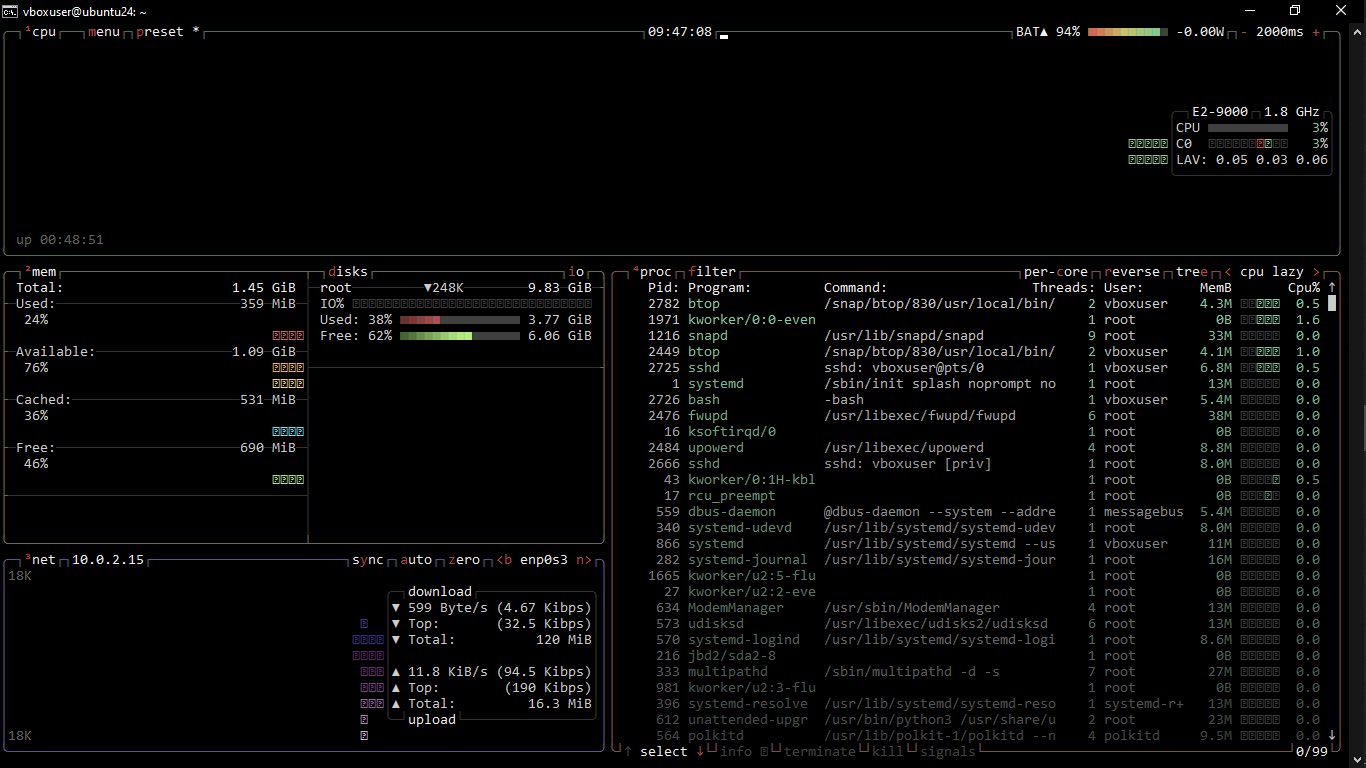 vboxuser@ubuntu24: ~
¹cpu menu preset * 09:47:08 BAT▲ 94% -0.00W - 2000ms +
E2-9000 1.8 GHz
CPU 3%
C0 3%
LAV: 0.05 0.03 0.06
up 00:48:51
²mem
Total: 1.45 GiB
Used: 359 MiB
24%
Available: 1.09 GiB
76%
Cached: 531 MiB
36%
Free: 690 MiB
46%
disks io
root ▼248K 9.83 GiB
IO%
Used: 38% 3.77 GiB
Free: 62% 6.06 GiB
³net 10.0.2.15 sync auto zero <b enp0s3 n>
18K
download
▼ 599 Byte/s (4.67 Kibps)
▼ Top: (32.5 Kibps)
▼ Total: 120 MiB
▲ 11.8 KiB/s (94.5 Kibps)
▲ Top: (190 Kibps)
▲ Total: 16.3 MiB
upload
18K
⁴proc filter per-core reverse tree < cpu lazy >
Pid: Program: Command: Threads: User: MemB Cpu% ↑
2782 btop /snap/btop/830/usr/local/bin/ 2 vboxuser 4.3M 0.5
1971 kworker/0:0-even 1 root 0B 1.6
1216 snapd /usr/lib/snapd/snapd 9 root 33M 0.0
2449 btop /snap/btop/830/usr/local/bin/ 2 vboxuser 4.1M 1.0
2725 sshd sshd: vboxuser@pts/0 1 vboxuser 6.8M 0.5
1 systemd /sbin/init splash noprompt no 1 root 13M 0.0
2726 bash -bash 1 vboxuser 5.4M 0.0
2476 fwupd /usr/libexec/fwupd/fwupd 6 root 38M 0.0
16 ksoftirqd/0 1 root 0B 0.0
2484 upowerd /usr/libexec/upowerd 4 root 8.8M 0.0
2666 sshd sshd: vboxuser [priv] 1 root 8.0M 0.0
43 kworker/0:1H-kbl 1 root 0B 0.5
17 rcu_preempt 1 root 0B 0.0
559 dbus-daemon @dbus-daemon --system --addre 1 messagebus 5.4M 0.0
340 systemd-udevd /usr/lib/systemd/systemd-udev 1 root 8.0M 0.0
866 systemd /usr/lib/systemd/systemd --us 1 vboxuser 11M 0.0
282 systemd-journal /usr/lib/systemd/systemd-jour 1 root 16M 0.0
1665 kworker/u2:5-flu 1 root 0B 0.0
27 kworker/u2:2-eve 1 root 0B 0.0
634 ModemManager /usr/sbin/ModemManager 4 root 13M 0.0
573 udisksd /usr/libexec/udisks2/udisksd 6 root 13M 0.0
570 systemd-logind /usr/lib/systemd/systemd-logi 1 root 8.6M 0.0
216 jbd2/sda2-8 1 root 0B 0.0
333 multipathd /sbin/multipathd -d -s 7 root 27M 0.0
981 kworker/u2:3-flu 1 root 0B 0.0
396 systemd-resolve /usr/lib/systemd/systemd-reso 1 systemd-r+ 13M 0.0
612 unattended-upgr /usr/bin/python3 /usr/share/u 2 root 23M 0.0
564 polkitd /usr/lib/polkit-1/polkitd --n 4 polkitd 9.5M 0.0 ↓
↑ select ↓ info terminate kill signals 0/99